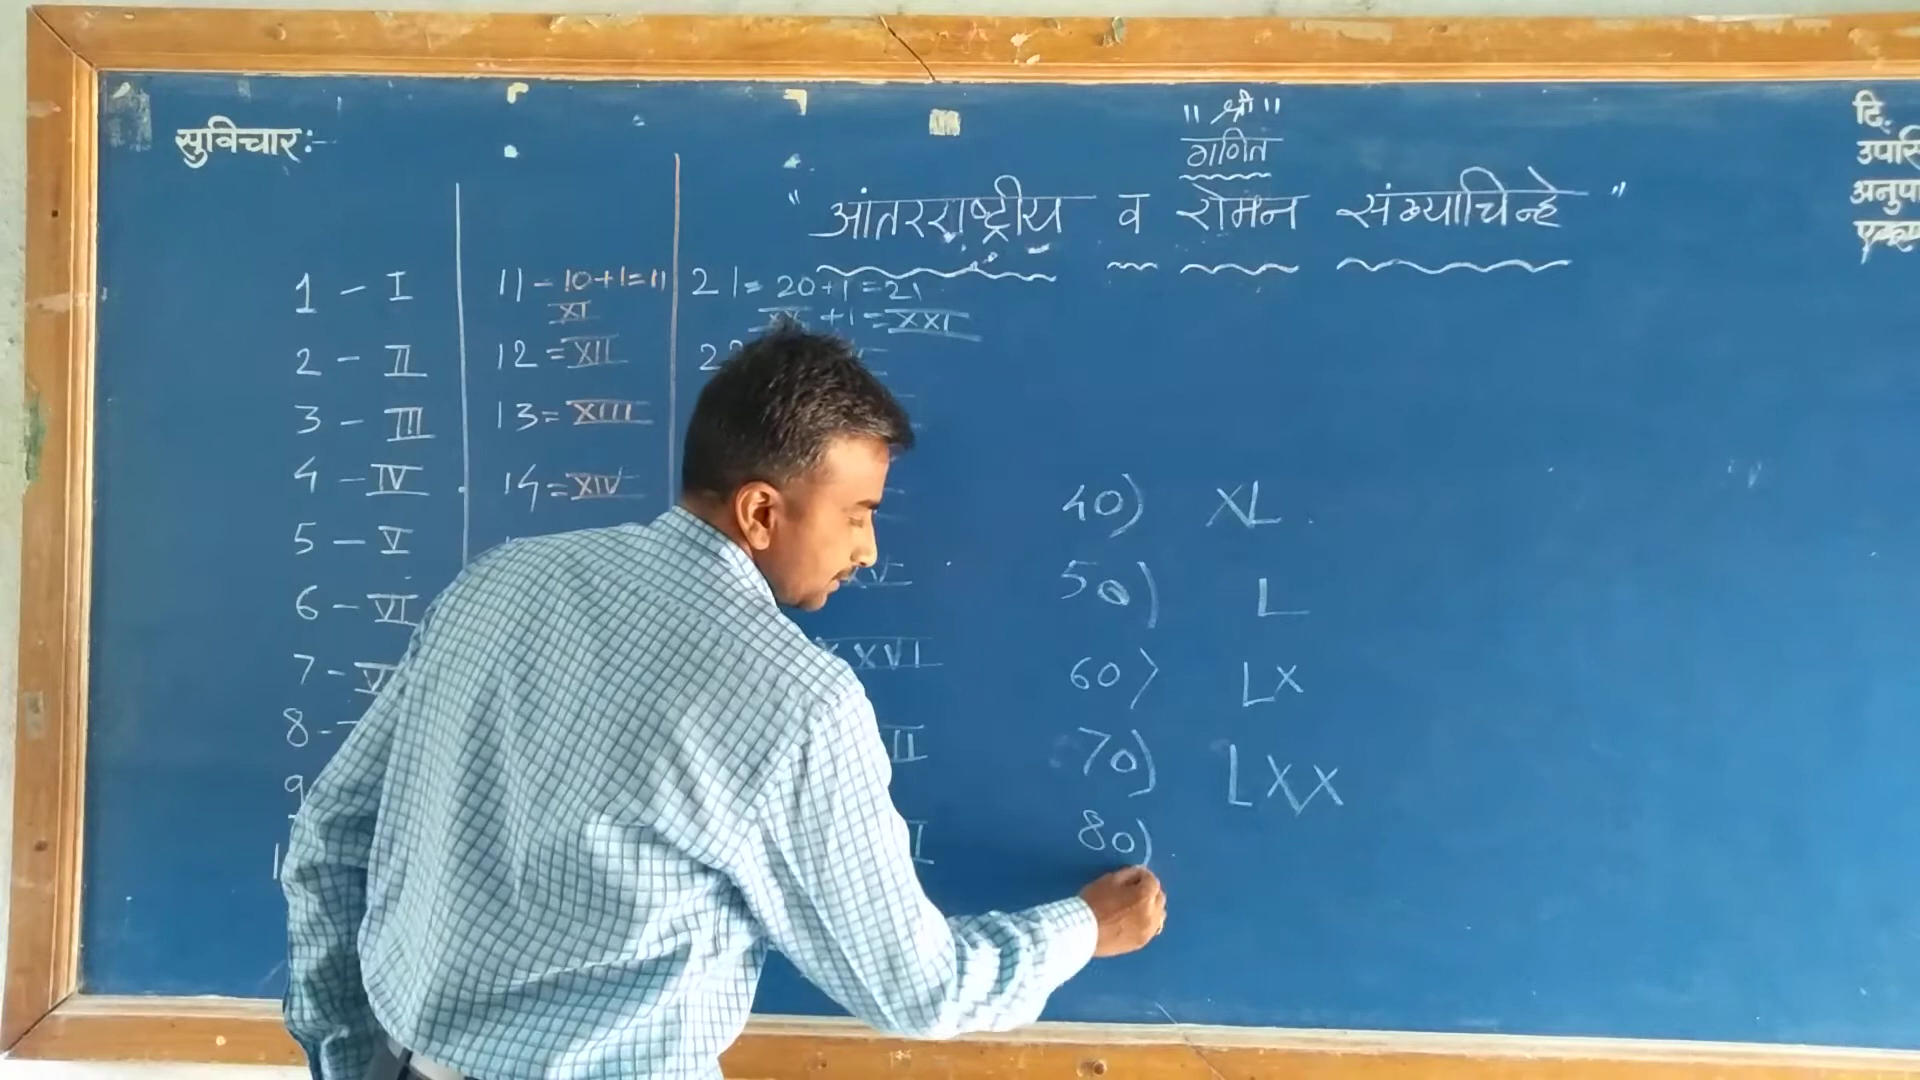 सुविचार:-
" श्री "
गणित
" आंतरराष्ट्रीय व रोमन संख्याचिन्हे "
दि.
1 - I
2 - II
3 - III
4 - IV
5 - V
6 - VI
7 -
8 -
11 - 10+1=11
XI
12 = XII
13 = XIII
14 = XIV
21 = 20+1=21
XX +1 = XXI
40) XL
50) L
60) LX
70) LXX
80)